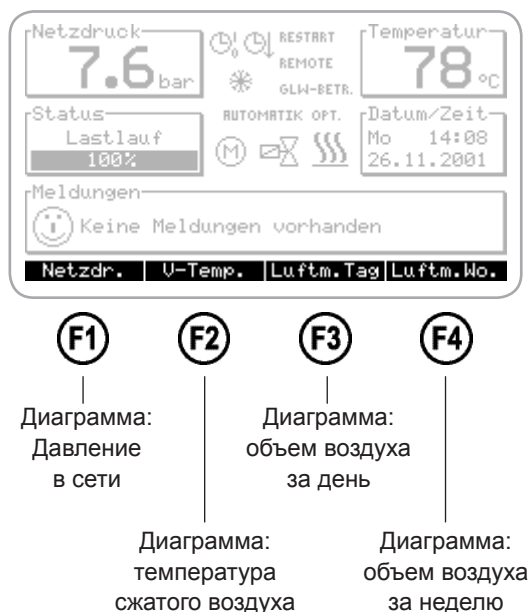 Netzdruck
7.6 bar
RESTART
REMOTE
GLW-BETR.
Temperatur
78 °C
Status
Lastlauf
100%
AUTOMATIK OPT.
M
Datum/Zeit
Mo 14:08
26.11.2001
Meldungen
i Keine Meldungen vorhanden
Netzdr. V-Temp. Luftm.Tag Luftm.Wo.
F1 F2 F3 F4
Диаграмма:
Давление
в сети
Диаграмма:
объем воздуха
за день
Диаграмма:
температура
сжатого воздуха
Диаграмма:
объем воздуха
за неделю